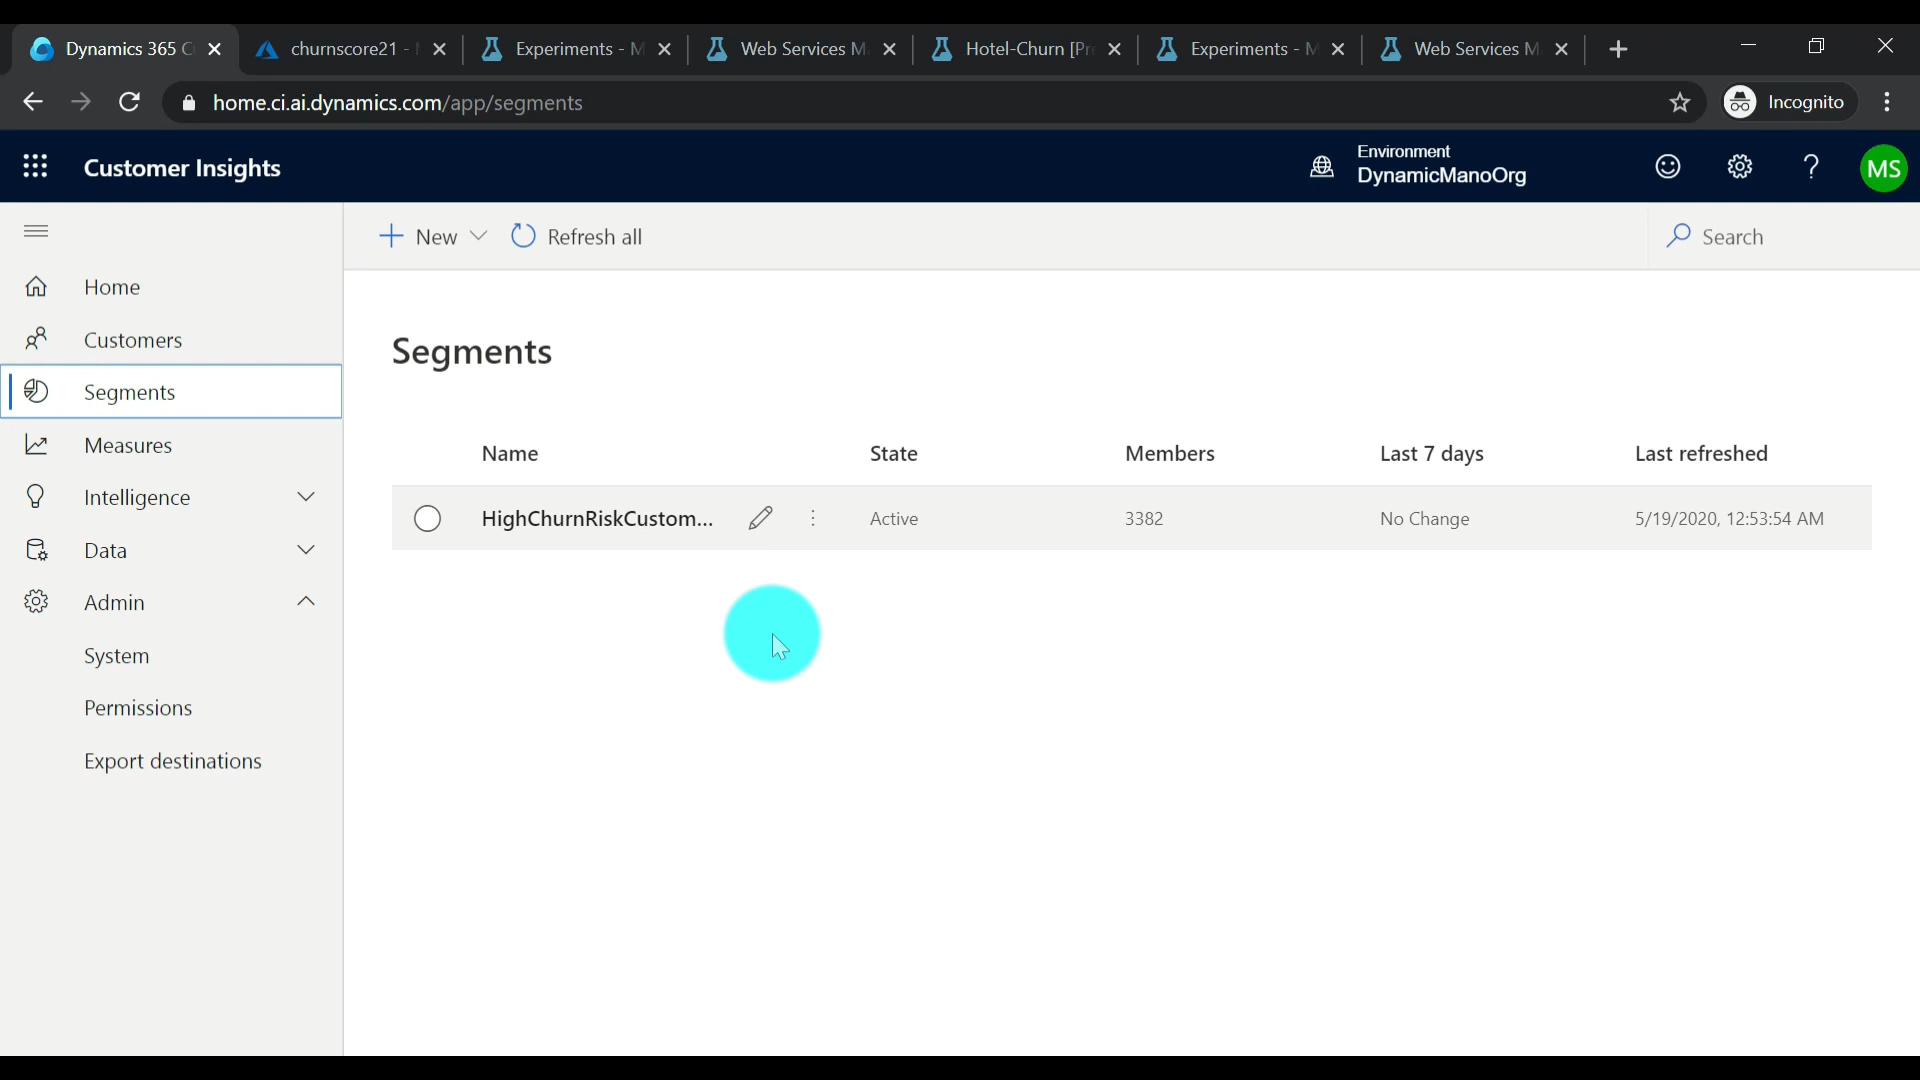 Dynamics 365 C
churnscore21 -
Experiments - M
Web Services M
Hotel-Churn [Pre
Experiments - M
Web Services M
home.ci.ai.dynamics.com/app/segments
Incognito
Customer Insights
Environment
DynamicManoOrg
?
MS
New
Refresh all
Search
Home
Customers
Segments
Measures
Intelligence
Data
Admin
System
Permissions
Export destinations
Segments
Name State Members Last 7 days Last refreshed
HighChurnRiskCustom... Active 3382 No Change 5/19/2020, 12:53:54 AM